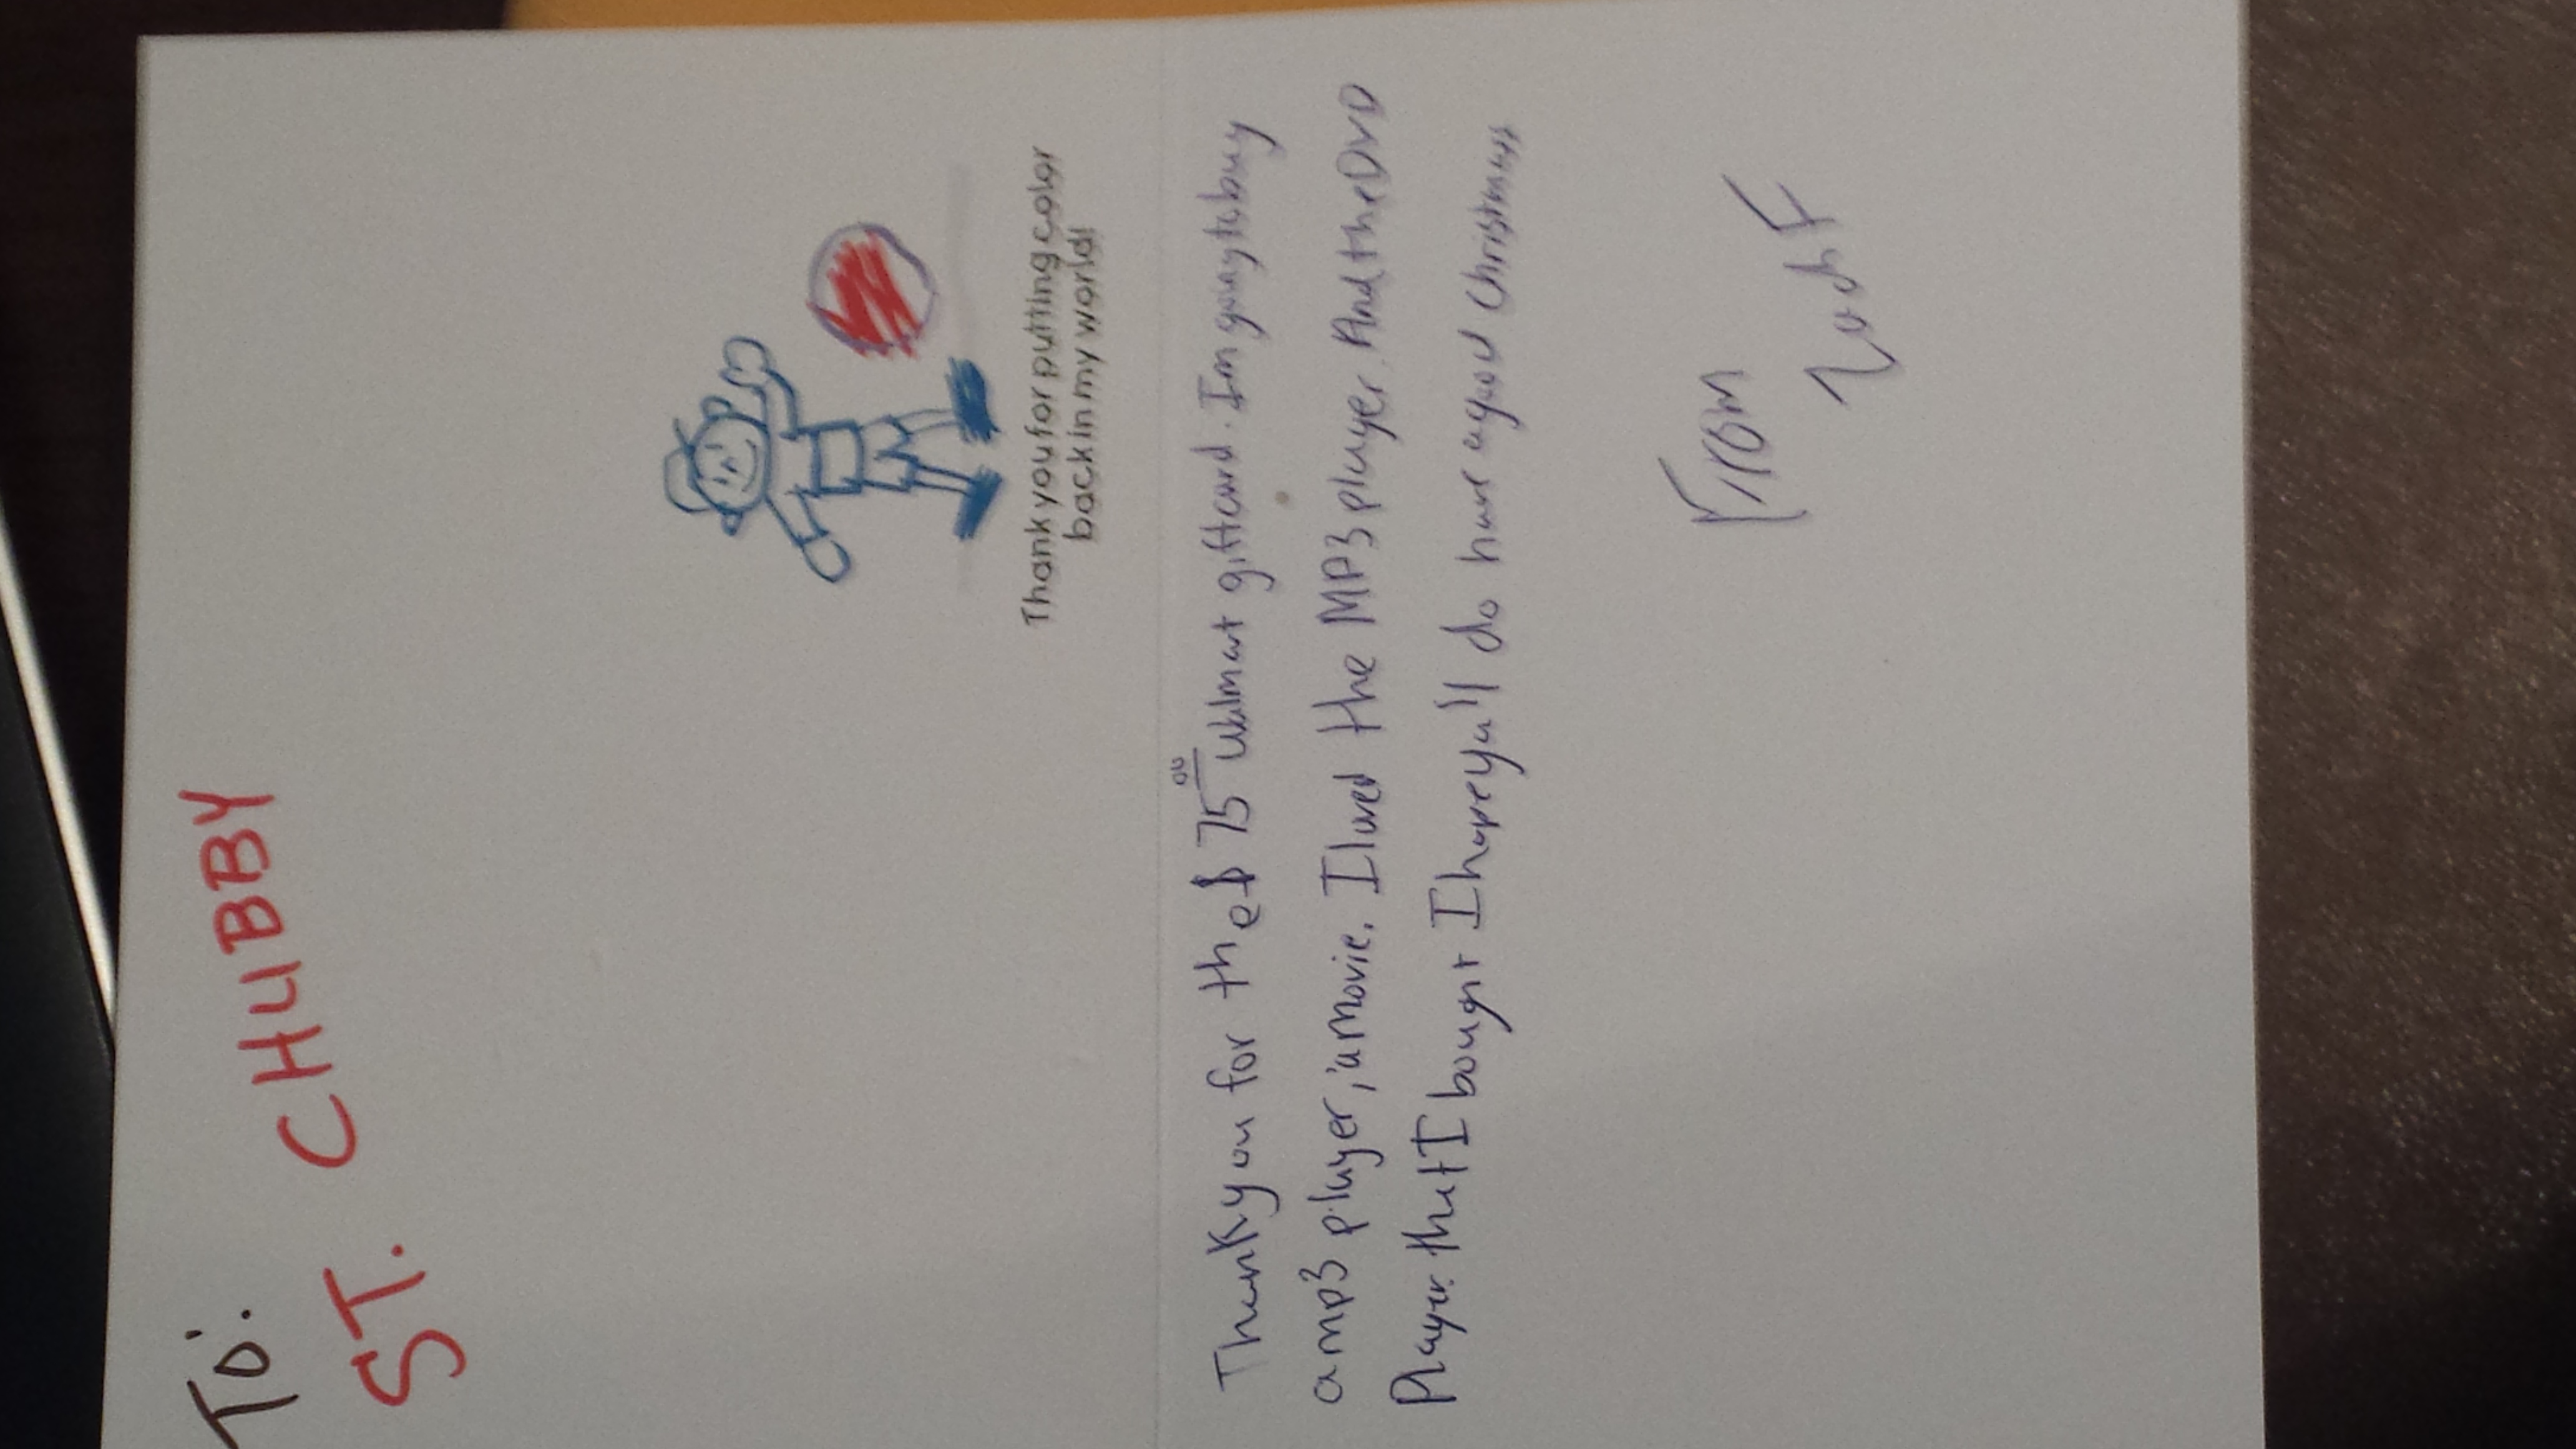 To:
ST. CHUBBY
Thank you for putting color
back in my world!
Thank you for the $ 75 00 Walmart giftcard. Im going to buy
a mp3 player, a movie. I loved the MP3 player And the DVD
Player. that I bought I hope ya'll do have a good Christmass
From
Zach F